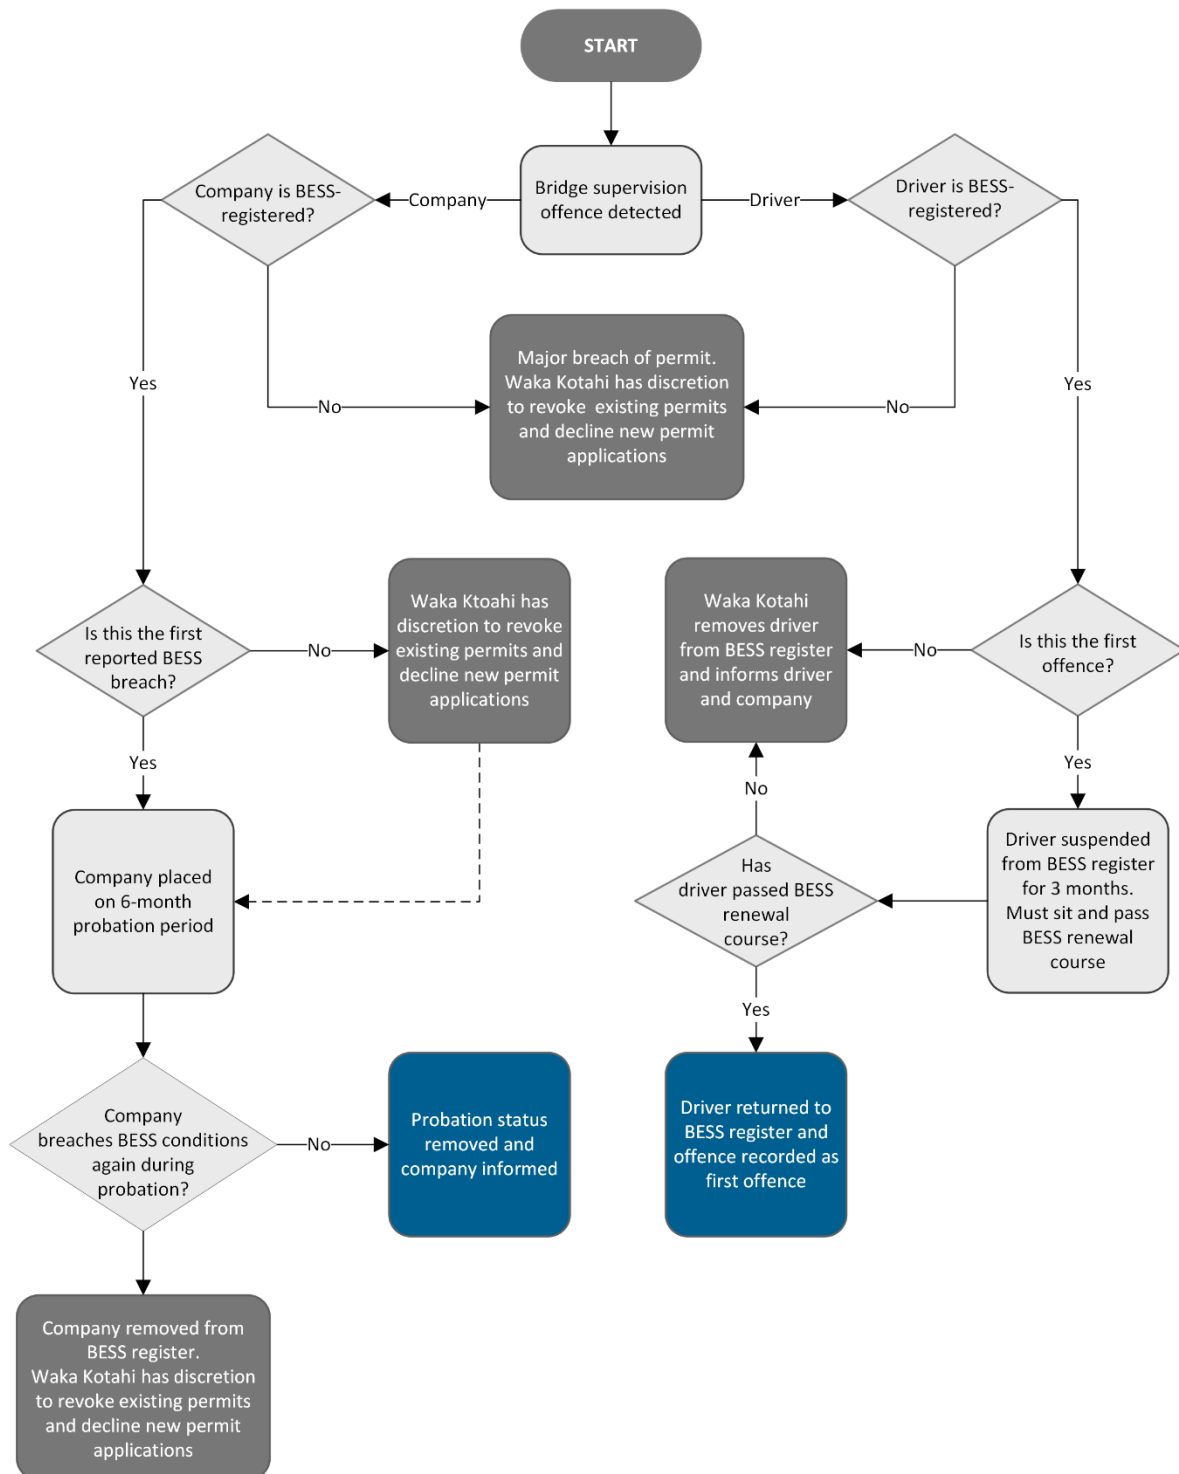 START
Bridge supervision
offence detected
Company
Driver
Company is BESS-
registered?
Driver is BESS-
registered?
Major breach of permit.
Waka Kotahi has discretion
to revoke existing permits
and decline new permit
applications
Yes
No
No
Yes
Is this the first
reported BESS
breach?
No
Waka Ktoahi has
discretion to revoke
existing permits and
decline new permit
applications
Waka Kotahi
removes driver
from BESS register
and informs driver
and company
No
Is this the first
offence?
Yes
Yes
No
Company placed
on 6-month
probation period
Has
driver passed BESS
renewal
course?
Driver suspended
from BESS register
for 3 months.
Must sit and pass
BESS renewal
course
Yes
Company
breaches BESS conditions
again during
probation?
No
Probation status
removed and
company informed
Driver returned to
BESS register and
offence recorded as
first offence
Company removed from
BESS register.
Waka Kotahi has discretion
to revoke existing permits
and decline new permit
applications